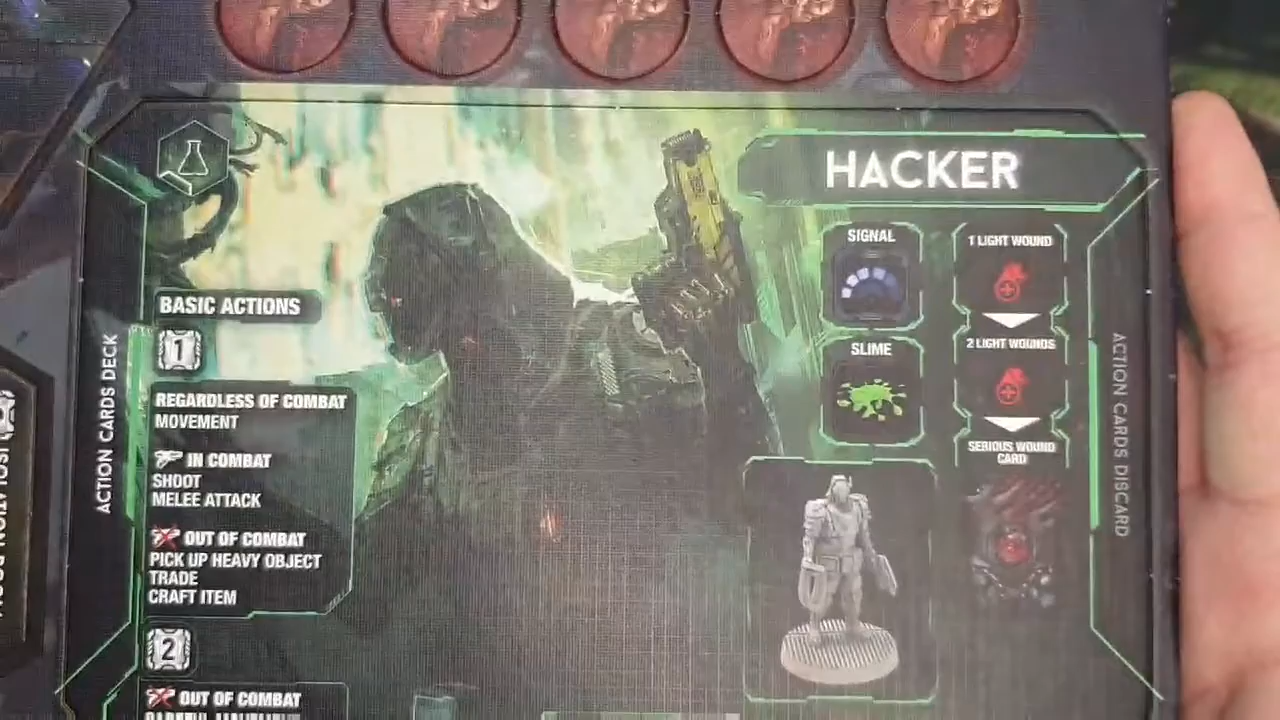 HACKER
SIGNAL
1 LIGHT WOUND
2 LIGHT WOUNDS
SLIME
SERIOUS WOUND
CARD
BASIC ACTIONS
1
REGARDLESS OF COMBAT
MOVEMENT
IN COMBAT
SHOOT
MELEE ATTACK
OUT OF COMBAT
PICK UP HEAVY OBJECT
TRADE
CRAFT ITEM
2
OUT OF COMBAT
ACTION CARDS DECK
ACTION CARDS DISCARD